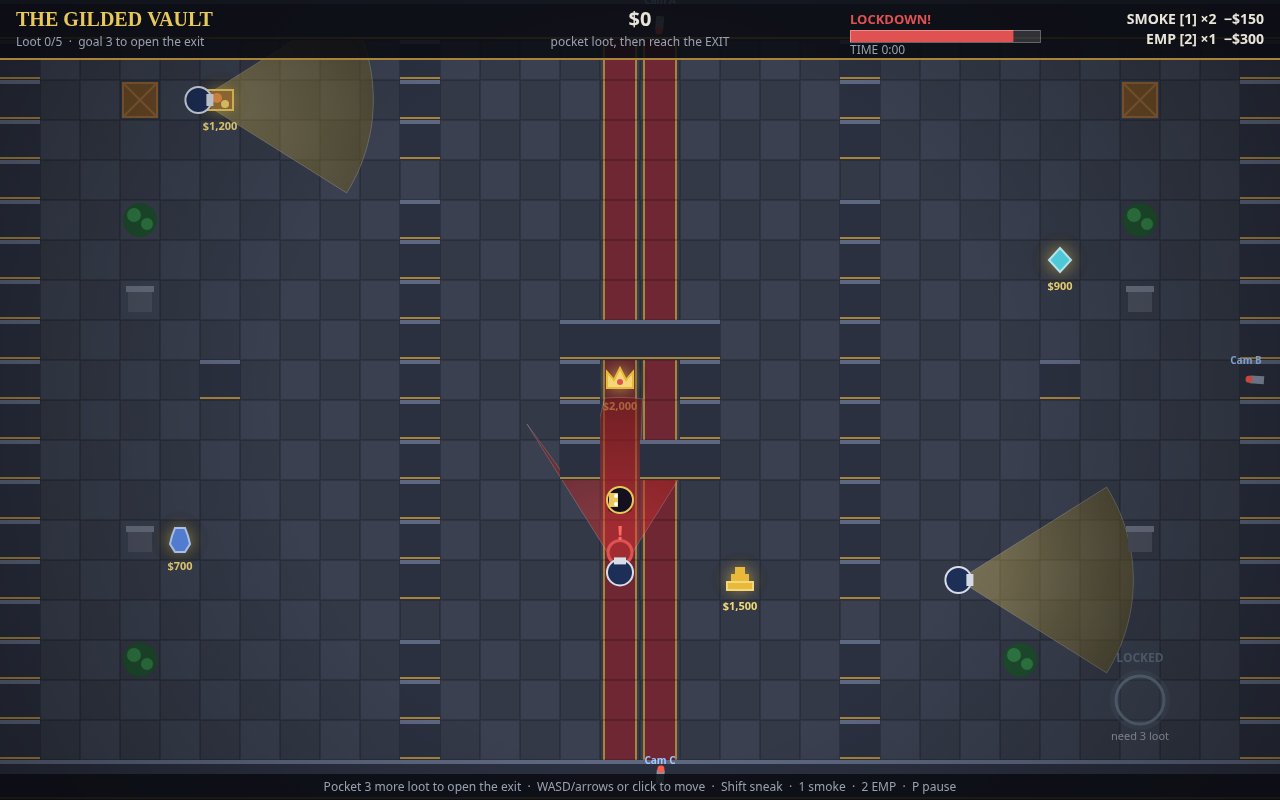 THE GILDED VAULT
Loot 0/5 · goal 3 to open the exit
$0
pocket loot, then reach the EXIT
LOCKDOWN!
TIME 0:00
SMOKE [1] ×2 −$150
EMP [2] ×1 −$300
$1,200
$900
Cam B
$2,000
!
$700
$1,500
LOCKED
need 3 loot
Cam C
Pocket 3 more loot to open the exit · WASD/arrows or click to move · Shift sneak · 1 smoke · 2 EMP · P pause